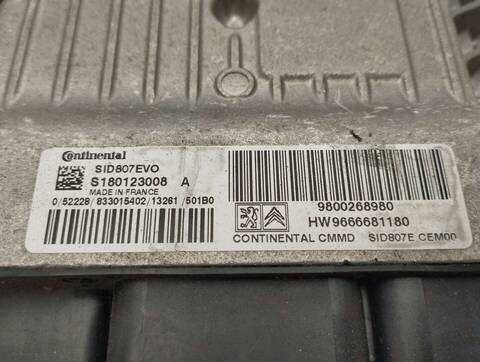 Continental
SID807EVO
S180123008 A
MADE IN FRANCE
0/52228/833015402/13261/501B0
9800268980
HW9666681180
CONTINENTAL CMMD SID807E CEM00